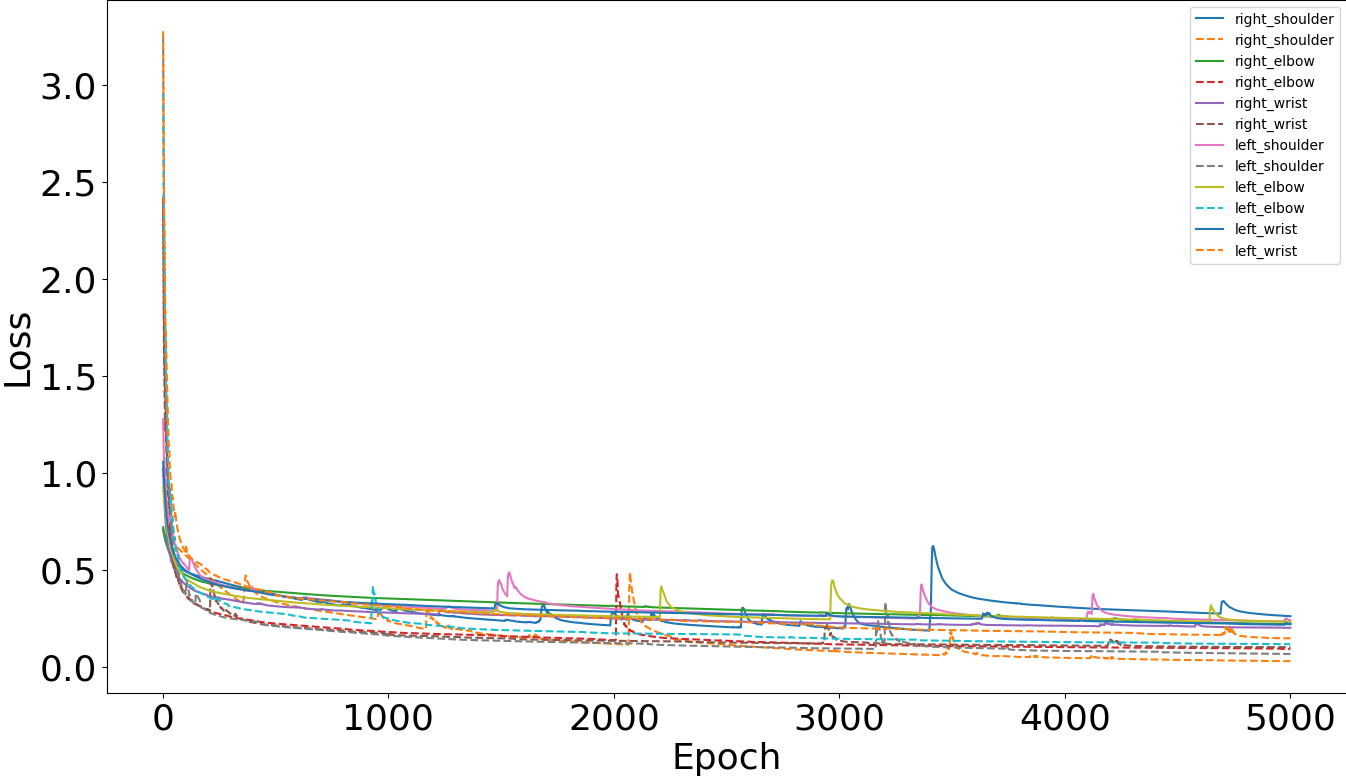 right_shoulder
right_shoulder
right_elbow
right_elbow
right_wrist
right_wrist
left_shoulder
left_shoulder
left_elbow
left_elbow
left_wrist
left_wrist
3.0
2.5
2.0
1.5
1.0
0.5
0.0
Loss
0 1000 2000 3000 4000 5000
Epoch